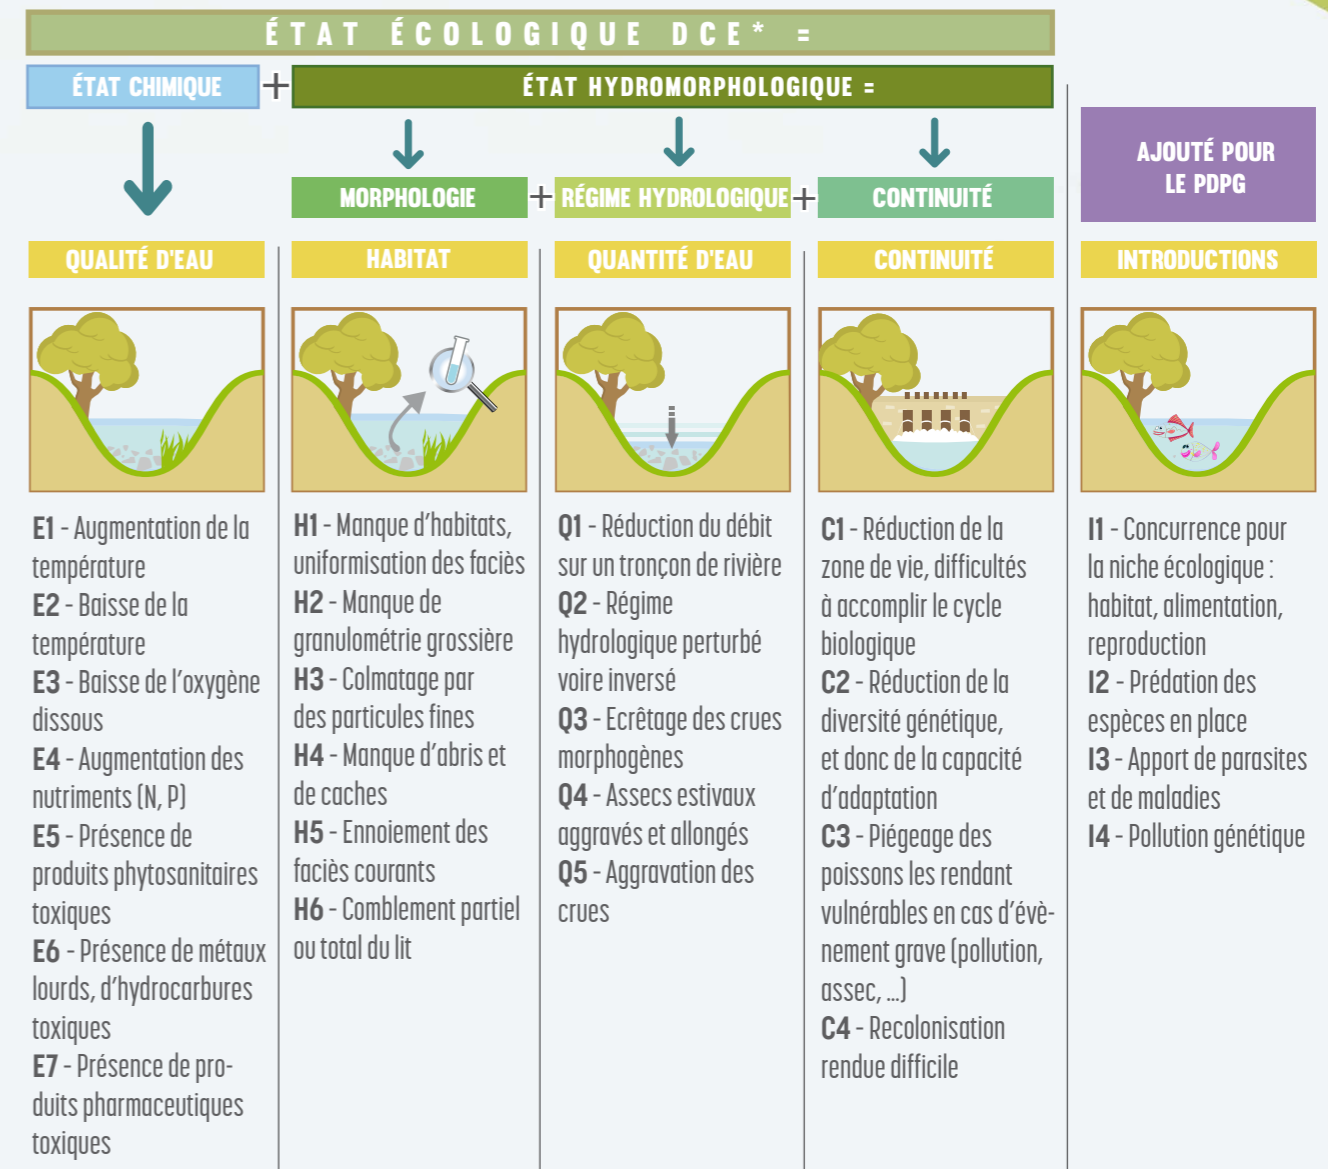 ÉTAT ÉCOLOGIQUE DCE* =
ÉTAT CHIMIQUE
+
ÉTAT HYDROMORPHOLOGIQUE =
AJOUTÉ POUR
LE PDPG
MORPHOLOGIE
+
RÉGIME HYDROLOGIQUE
+
CONTINUITÉ
QUALITÉ D'EAU
HABITAT
QUANTITÉ D'EAU
CONTINUITÉ
INTRODUCTIONS
E1 - Augmentation de la
température
E2 - Baisse de la
température
E3 - Baisse de l'oxygène
dissous
E4 - Augmentation des
nutriments (N, P)
E5 - Présence de
produits phytosanitaires
toxiques
E6 - Présence de métaux
lourds, d'hydrocarbures
toxiques
E7 - Présence de pro-
duits pharmaceutiques
toxiques
H1 - Manque d'habitats,
uniformisation des faciès
H2 - Manque de
granulométrie grossière
H3 - Colmatage par
des particules fines
H4 - Manque d'abris et
de caches
H5 - Ennoiement des
faciès courants
H6 - Comblement partiel
ou total du lit
Q1 - Réduction du débit
sur un tronçon de rivière
Q2 - Régime
hydrologique perturbé
voire inversé
Q3 - Ecrêtage des crues
morphogènes
Q4 - Assecs estivaux
aggravés et allongés
Q5 - Aggravation des
crues
C1 - Réduction de la
zone de vie, difficultés
à accomplir le cycle
biologique
C2 - Réduction de la
diversité génétique,
et donc de la capacité
d'adaptation
C3 - Piégeage des
poissons les rendant
vulnérables en cas d'évè-
nement grave (pollution,
assec, ...)
C4 - Recolonisation
rendue difficile
I1 - Concurrence pour
la niche écologique :
habitat, alimentation,
reproduction
I2 - Prédation des
espèces en place
I3 - Apport de parasites
et de maladies
I4 - Pollution génétique